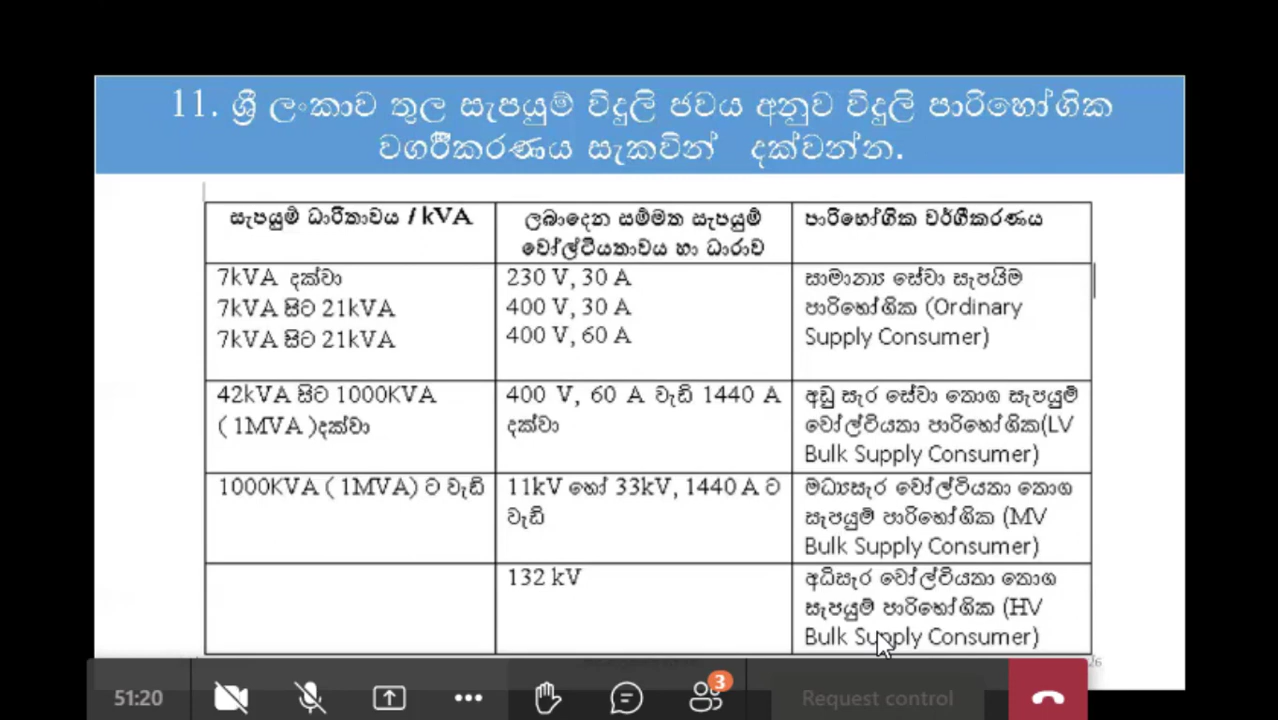 11. ශ්‍රී ලංකාව තුල සැපයුම් විදුලි ජවය අනුව විදුලි පාරිභෝගික
වගර්‍රීකරණය සැකවින් දක්වන්න.
සැපයුම් ධාරිතාවය / kVA
ලබාදෙන සම්මත සැපයුම්
වෝල්ටීයතාවය හා ධාරාව
පාරිභෝගික වර්ගීකරණය
7kVA දක්වා
7kVA සිට 21kVA
7kVA සිට 21kVA
230 V, 30 A
400 V, 30 A
400 V, 60 A
සාමාන්‍ය සේවා සැපයිම
පාරිභෝගික (Ordinary
Supply Consumer)
42kVA සිට 1000KVA
( 1MVA )දක්වා
400 V, 60 A වැඩි 1440 A
දක්වා
අඩු සැර සේවා තොග සැපයුම්
වෝල්ටියතා පාරිභෝගික(LV
Bulk Supply Consumer)
1000KVA ( 1MVA) ට වැඩි
11kV හෝ 33kV, 1440 A ට
වැඩි
මධ්‍යසැර වෝල්ටියතා තොග
සැපයුම් පාරිභෝගික (MV
Bulk Supply Consumer)
132 kV
අධිසැර වෝල්ටියතා තොග
සැපයුම් පාරිභෝගික (HV
Bulk Supply Consumer)
51:20
3
Request control